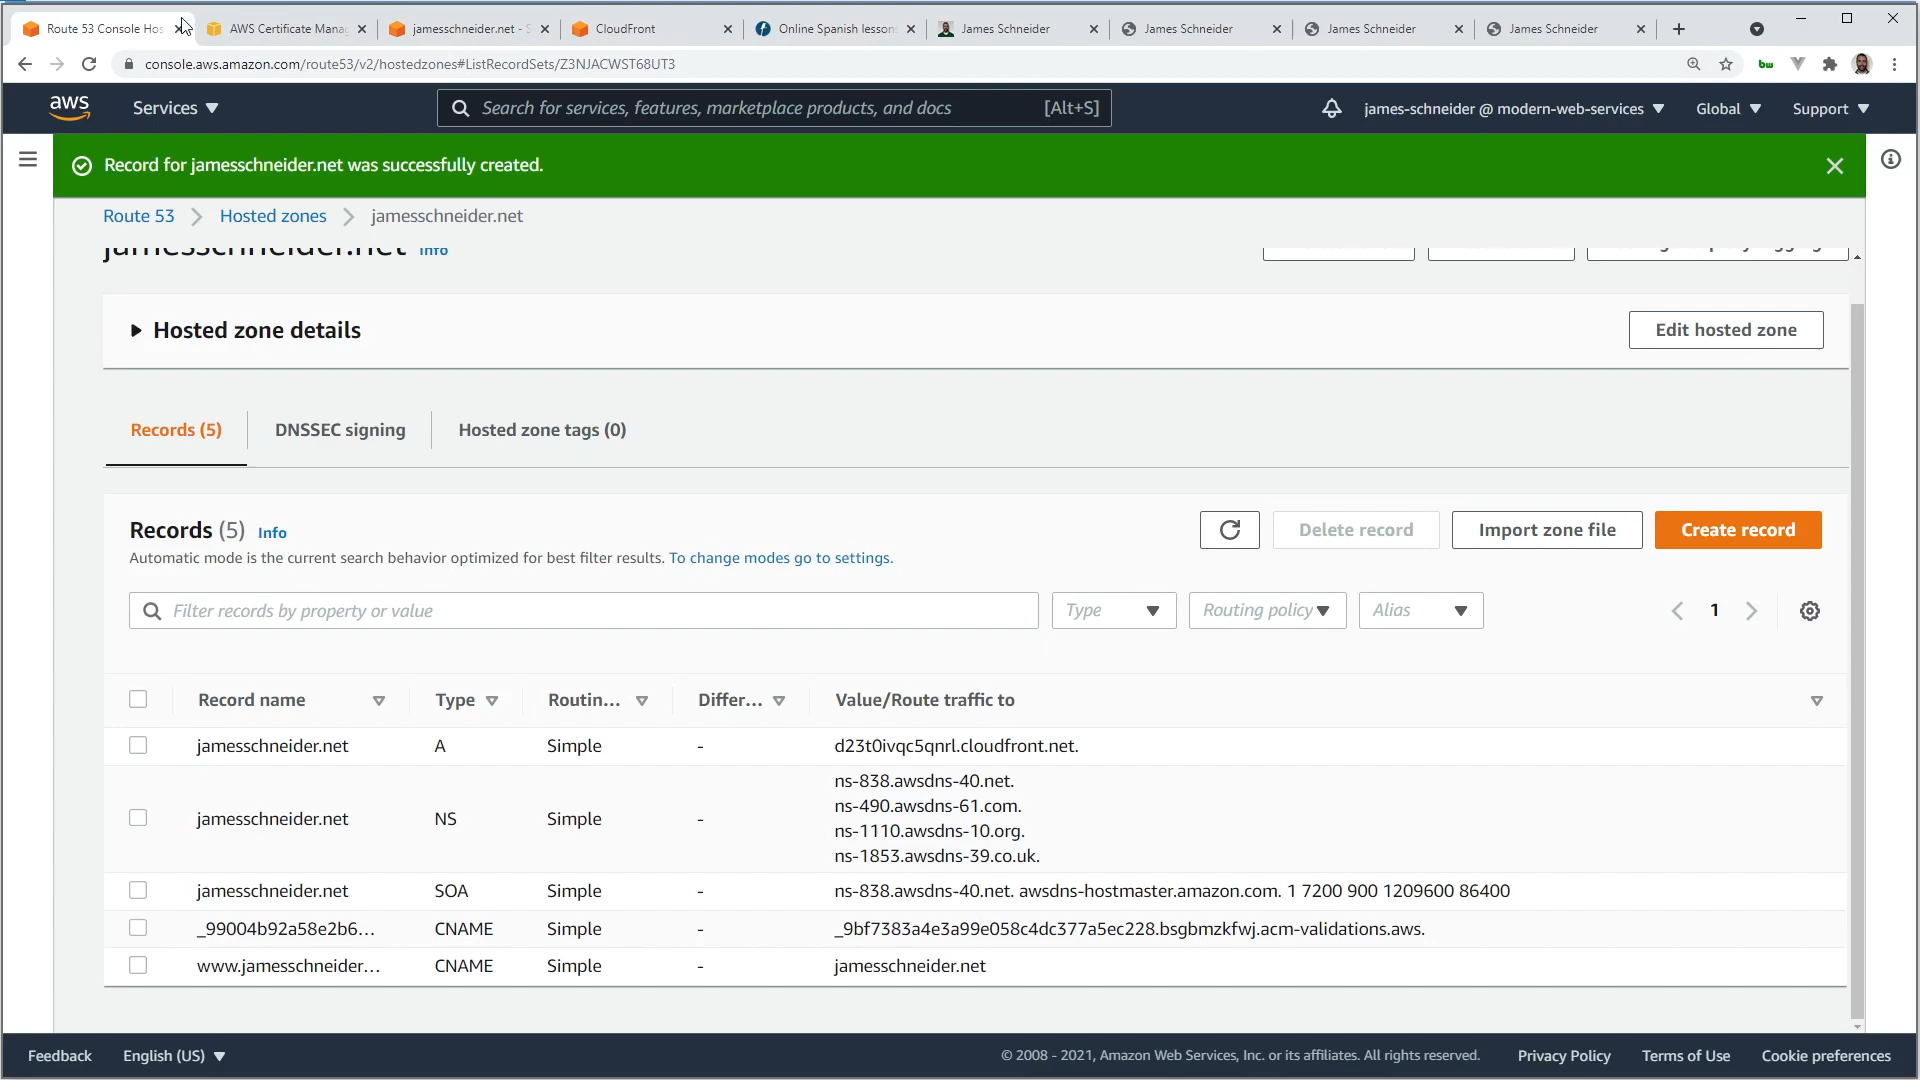 Route 53 Console Hos
AWS Certificate Manag
jamesschneider.net - S
CloudFront
Online Spanish lessons
James Schneider
James Schneider
James Schneider
James Schneider
console.aws.amazon.com/route53/v2/hostedzones#ListRecordSets/Z3NJACWST68UT3
bw
aws
Services
Search for services, features, marketplace products, and docs [Alt+S]
james-schneider @ modern-web-services
Global
Support
Record for jamesschneider.net was successfully created.
Route 53 > Hosted zones > jamesschneider.net
jamesschneider.net Info
Hosted zone details
Edit hosted zone
Records (5)
DNSSEC signing
Hosted zone tags (0)
Records (5) Info
Automatic mode is the current search behavior optimized for best filter results. To change modes go to settings.
Delete record
Import zone file
Create record
Filter records by property or value
Type
Routing policy
Alias
1
Record name Type Routin... Differ... Value/Route traffic to
jamesschneider.net A Simple - d23t0ivqc5qnrl.cloudfront.net.
jamesschneider.net NS Simple - ns-838.awsdns-40.net.
ns-490.awsdns-61.com.
ns-1110.awsdns-10.org.
ns-1853.awsdns-39.co.uk.
jamesschneider.net SOA Simple - ns-838.awsdns-40.net. awsdns-hostmaster.amazon.com. 1 7200 900 1209600 86400
_99004b92a58e2b6... CNAME Simple - _9bf7383a4e3a99e058c4dc377a5ec228.bsgbmzkfwj.acm-validations.aws.
www.jamesschneider... CNAME Simple - jamesschneider.net
Feedback
English (US)
© 2008 - 2021, Amazon Web Services, Inc. or its affiliates. All rights reserved.
Privacy Policy
Terms of Use
Cookie preferences